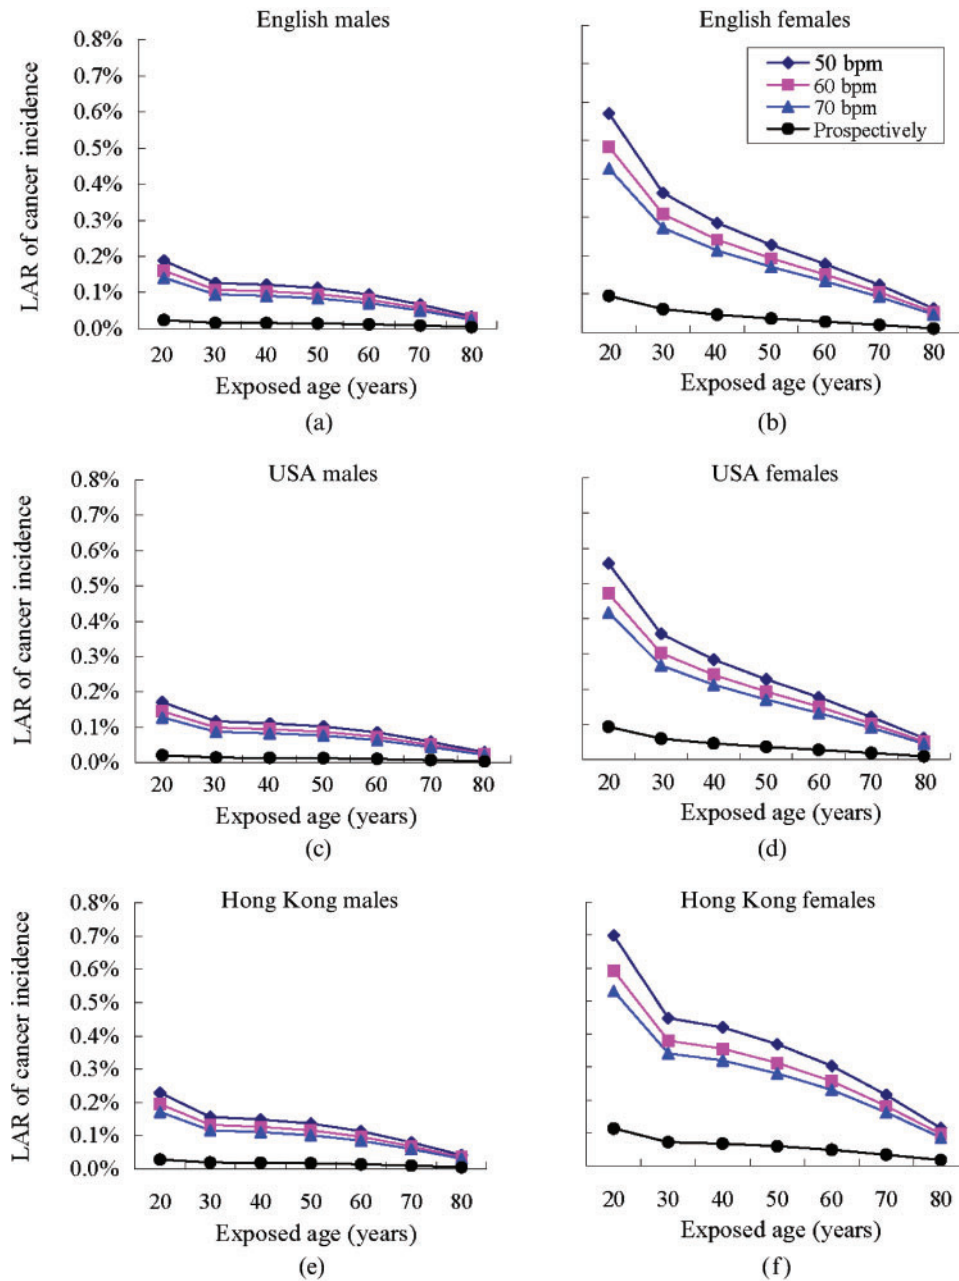 English males
0.8%
0.7%
0.6%
0.5%
0.4%
0.3%
0.2%
0.1%
0.0%
LAR of cancer incidence
20 30 40 50 60 70 80
Exposed age (years)
(a)
English females
50 bpm
60 bpm
70 bpm
Prospectively
20 30 40 50 60 70 80
Exposed age (years)
(b)
USA males
0.8%
0.7%
0.6%
0.5%
0.4%
0.3%
0.2%
0.1%
0.0%
LAR of cancer incidence
20 30 40 50 60 70 80
Exposed age (years)
(c)
USA females
20 30 40 50 60 70 80
Exposed age (years)
(d)
Hong Kong males
0.8%
0.7%
0.6%
0.5%
0.4%
0.3%
0.2%
0.1%
0.0%
LAR of cancer incidence
20 30 40 50 60 70 80
Exposed age (years)
(e)
Hong Kong females
20 30 40 50 60 70 80
Exposed age (years)
(f)